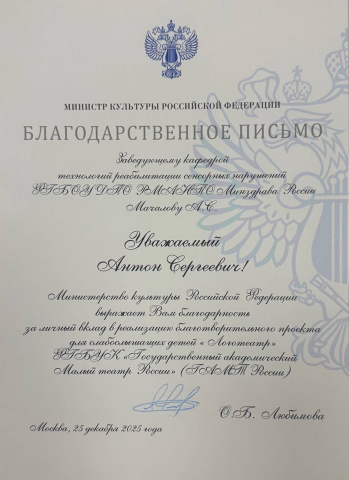 МИНИСТР КУЛЬТУРЫ РОССИЙСКОЙ ФЕДЕРАЦИИ
БЛАГОДАРСТВЕННОЕ ПИСЬМО
Заведующему кафедрой
технологий реабилитации сенсорных нарушений
ФГБОУ ДПО РМАНПО Минздрава России
Мачалову А.С.
Уважаемый
Антон Сергеевич!
Министерство культуры Российской Федерации
выражает Вам благодарность
за личный вклад в реализацию благотворительного проекта
для слабослышащих детей «Логотеатр»
ФГБУК «Государственный академический
Малый театр России» (ГАМТ России)
О.Б. Любимова
Москва, 25 декабря 2025 года